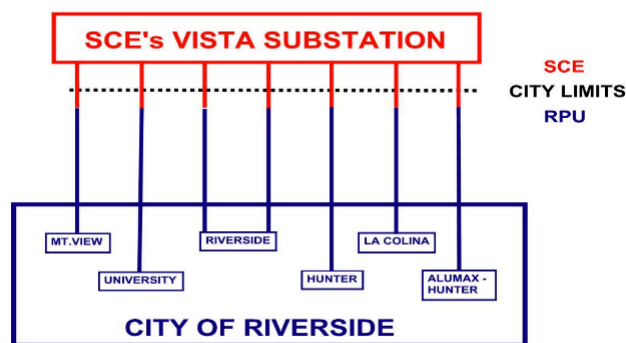 SCE's VISTA SUBSTATION
SCE
CITY LIMITS
RPU
MT.VIEW
RIVERSIDE
LA COLINA
UNIVERSITY
HUNTER
ALUMAX -
HUNTER
CITY OF RIVERSIDE